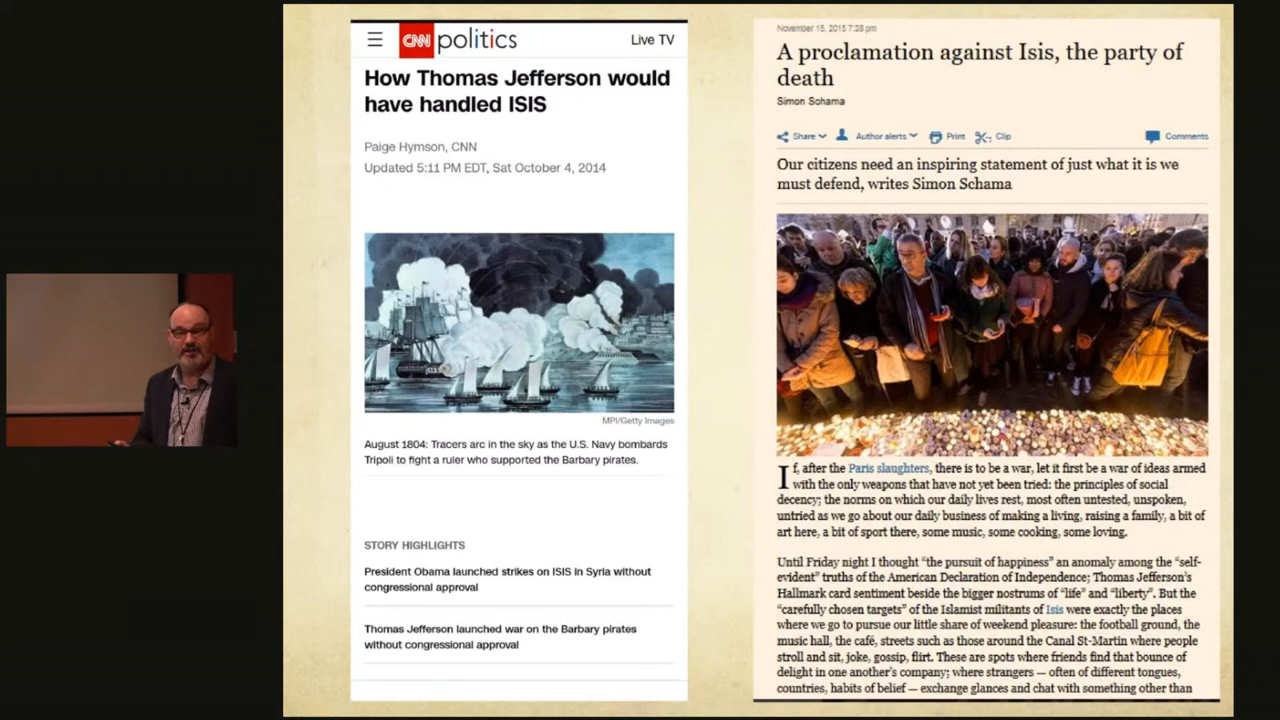 CNN politics
Live TV
How Thomas Jefferson would
have handled ISIS
Paige Hymson, CNN
Updated 5:11 PM EDT, Sat October 4, 2014
MPI/Getty Images
August 1804: Tracers arc in the sky as the U.S. Navy bombards
Tripoli to fight a ruler who supported the Barbary pirates.
STORY HIGHLIGHTS
President Obama launched strikes on ISIS in Syria without
congressional approval
Thomas Jefferson launched war on the Barbary pirates
without congressional approval
November 15, 2015 7:28 pm
A proclamation against Isis, the party of
death
Simon Schama
Share
Author alerts
Print
Clip
Comments
Our citizens need an inspiring statement of just what it is we
must defend, writes Simon Schama
If, after the Paris slaughters, there is to be a war, let it first be a war of ideas armed
with the only weapons that have not yet been tried: the principles of social
decency; the norms on which our daily lives rest, most often untested, unspoken,
untried as we go about our daily business of making a living, raising a family, a bit of
art here, a bit of sport there, some music, some cooking, some loving.
Until Friday night I thought “the pursuit of happiness” an anomaly among the “self-
evident” truths of the American Declaration of Independence; Thomas Jefferson’s
Hallmark card sentiment beside the bigger nostrums of “life” and “liberty”. But the
“carefully chosen targets” of the Islamist militants of Isis were exactly the places
where we go to pursue our little share of weekend pleasure: the football ground, the
music hall, the café, streets such as those around the Canal St-Martin where people
stroll and sit, joke, gossip, flirt. These are spots where friends find that bounce of
delight in one another’s company; where strangers — often of different tongues,
countries, habits of belief — exchange glances and chat with something other than